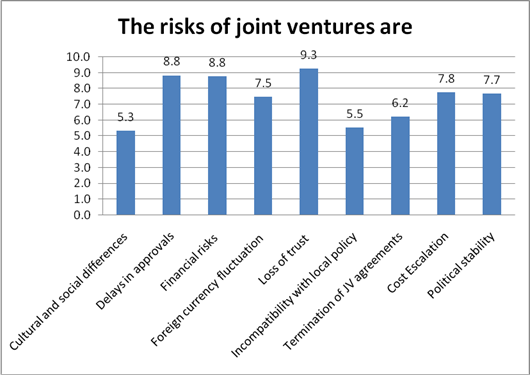 The risks of joint ventures are
10.0
9.0
8.0
7.0
6.0
5.0
4.0
3.0
2.0
1.0
0.0
5.3
8.8
8.8
7.5
9.3
5.5
6.2
7.8
7.7
Cultural and social differences
Delays in approvals
Financial risks
Foreign currency fluctuation
Loss of trust
Incompatibility with local policy
Termination of JV agreements
Cost Escalation
Political stability